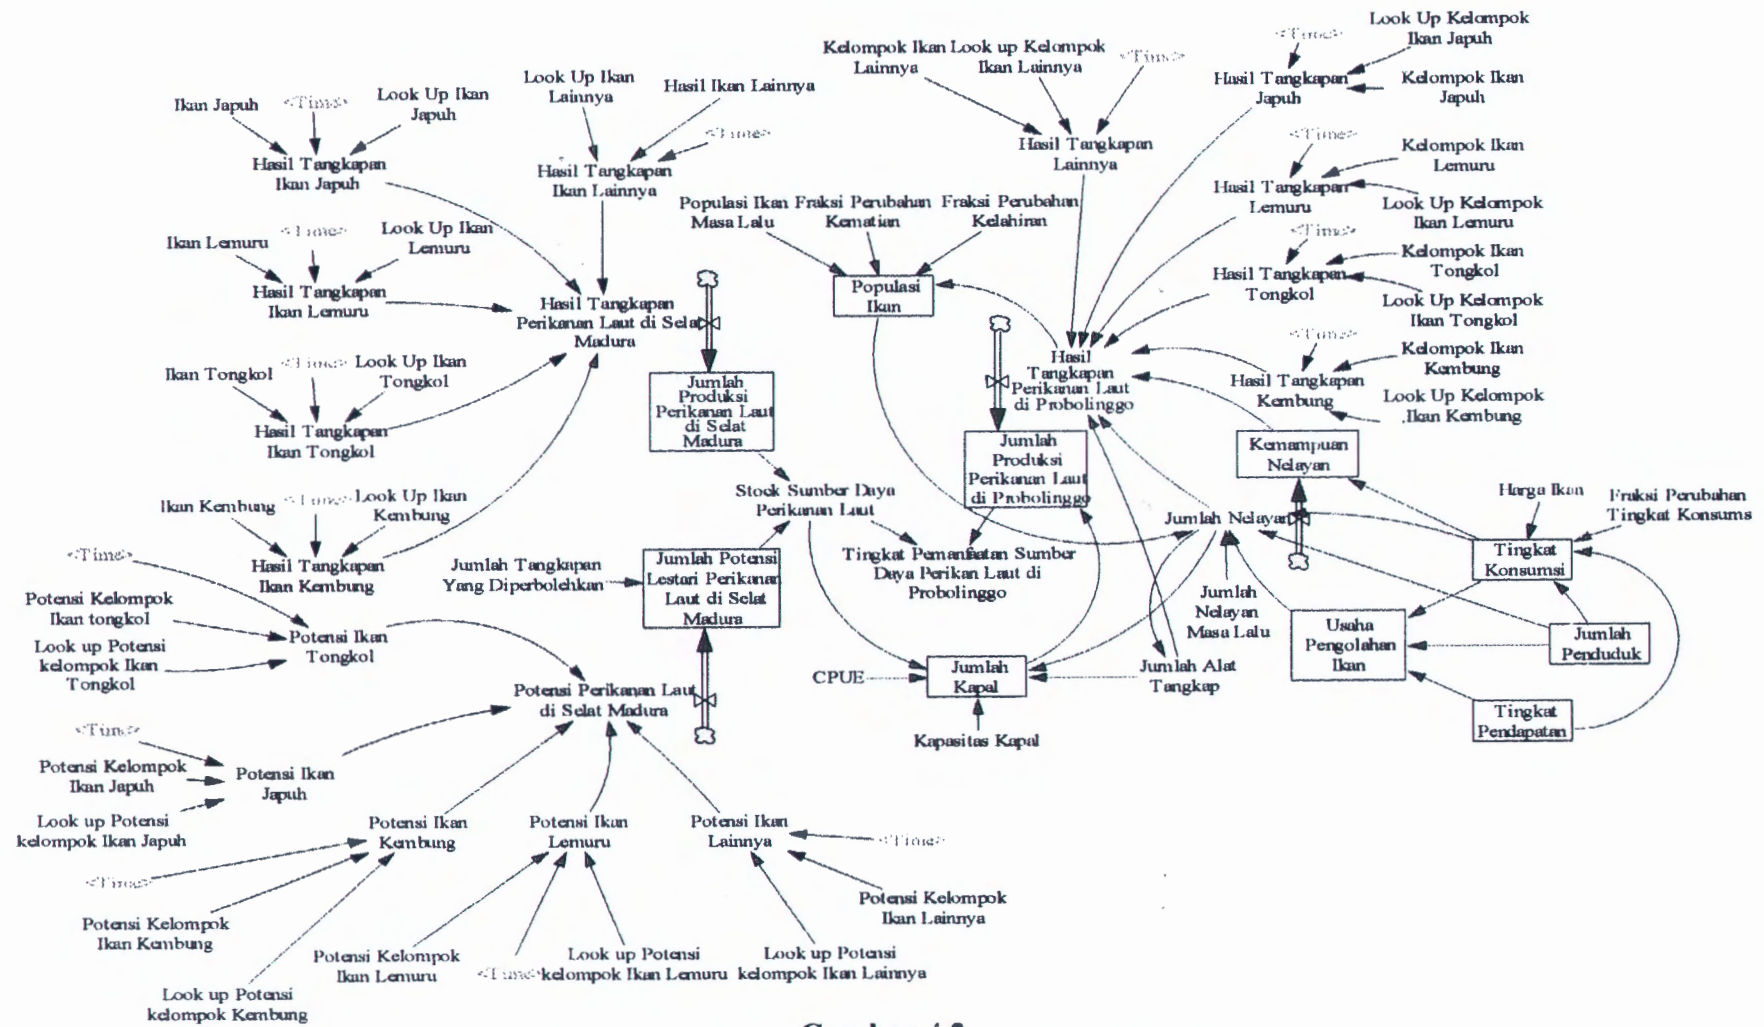 Ikan Japuh
<Time>
Look Up Ikan
Japuh
Hasil Tangkapan
Ikan Japuh
Look Up Ikan
Lainnya
Hasil Ikan Lainnya
<Time>
Hasil Tangkapan
Ikan Lainnya
Ikan Lemuru
<Time>
Look Up Ikan
Lemuru
Hasil Tangkapan
Ikan Lemuru
Hasil Tangkapan
Perikanan Laut di Selat
Madura
Ikan Tongkol
<Time>
Look Up Ikan
Tongkol
Hasil Tangkapan
Ikan Tongkol
Ikan Kembung
<Time>
Look Up Ikan
Kembung
Hasil Tangkapan
Ikan Kembung
Jumlah
Produksi
Perikanan Laut
di Selat
Madura
Stock Sumber Daya
Perikanan Laut
Jumlah Tangkapan
Yang Diperbolehkan
Jumlah Potensi
Lestari Perikanan
Laut di Selat
Madura
Tingkat Pemanfaatan Sumber
Daya Perikan Laut di
Probolinggo
<Time>
Potensi Kelompok
Ikan tongkol
Look up Potensi
kelompok Ikan
Tongkol
Potensi Ikan
Tongkol
Potensi Perikanan Laut
di Selat Madura
<Time>
Potensi Kelompok
Ikan Japuh
Look up Potensi
kelompok Ikan Japuh
Potensi Ikan
Japuh
Potensi Ikan
Kembung
Potensi Ikan
Lemuru
Potensi Ikan
Lainnya
<Time>
<Time>
Potensi Kelompok
Ikan Kembung
Look up Potensi
kelompok Kembung
Potensi Kelompok
Ikan Lemuru
<Time>
Look up Potensi
kelompok Ikan Lemuru
Look up Potensi
kelompok Ikan Lainnya
Potensi Kelompok
Ikan Lainnya
Kelompok Ikan
Lainnya
Look up Kelompok
Ikan Lainnya
<Time>
Hasil Tangkapan
Lainnya
Populasi Ikan
Masa Lalu
Fraksi Perubahan
Kematian
Fraksi Perubahan
Kelahiran
Populasi
Ikan
<Time>
Look Up Kelompok
Ikan Japuh
Hasil Tangkapan
Japuh
Kelompok Ikan
Japuh
<Time>
Kelompok Ikan
Lemuru
Hasil Tangkapan
Lemuru
Look Up Kelompok
Ikan Lemuru
<Time>
Kelompok Ikan
Tongkol
Hasil Tangkapan
Tongkol
Look Up Kelompok
Ikan Tongkol
<Time>
Kelompok Ikan
Kembung
Hasil Tangkapan
Kembung
Look Up Kelompok
Ikan Kembung
Hasil
Tangkapan
Perikanan Laut
di Probolinggo
Jumlah
Produksi
Perikanan Laut
di Probolinggo
Kemampuan
Nelayan
Jumlah Nelayan
Harga Ikan
Fraksi Perubahan
Tingkat Konsums
Tingkat
Konsumsi
Jumlah
Nelayan
Masa Lalu
Usaha
Pengolahan
Ikan
Jumlah
Penduduk
Tingkat
Pendapatan
CPUE
Jumlah
Kapal
Jumlah Alat
Tangkap
Kapasitas Kapal